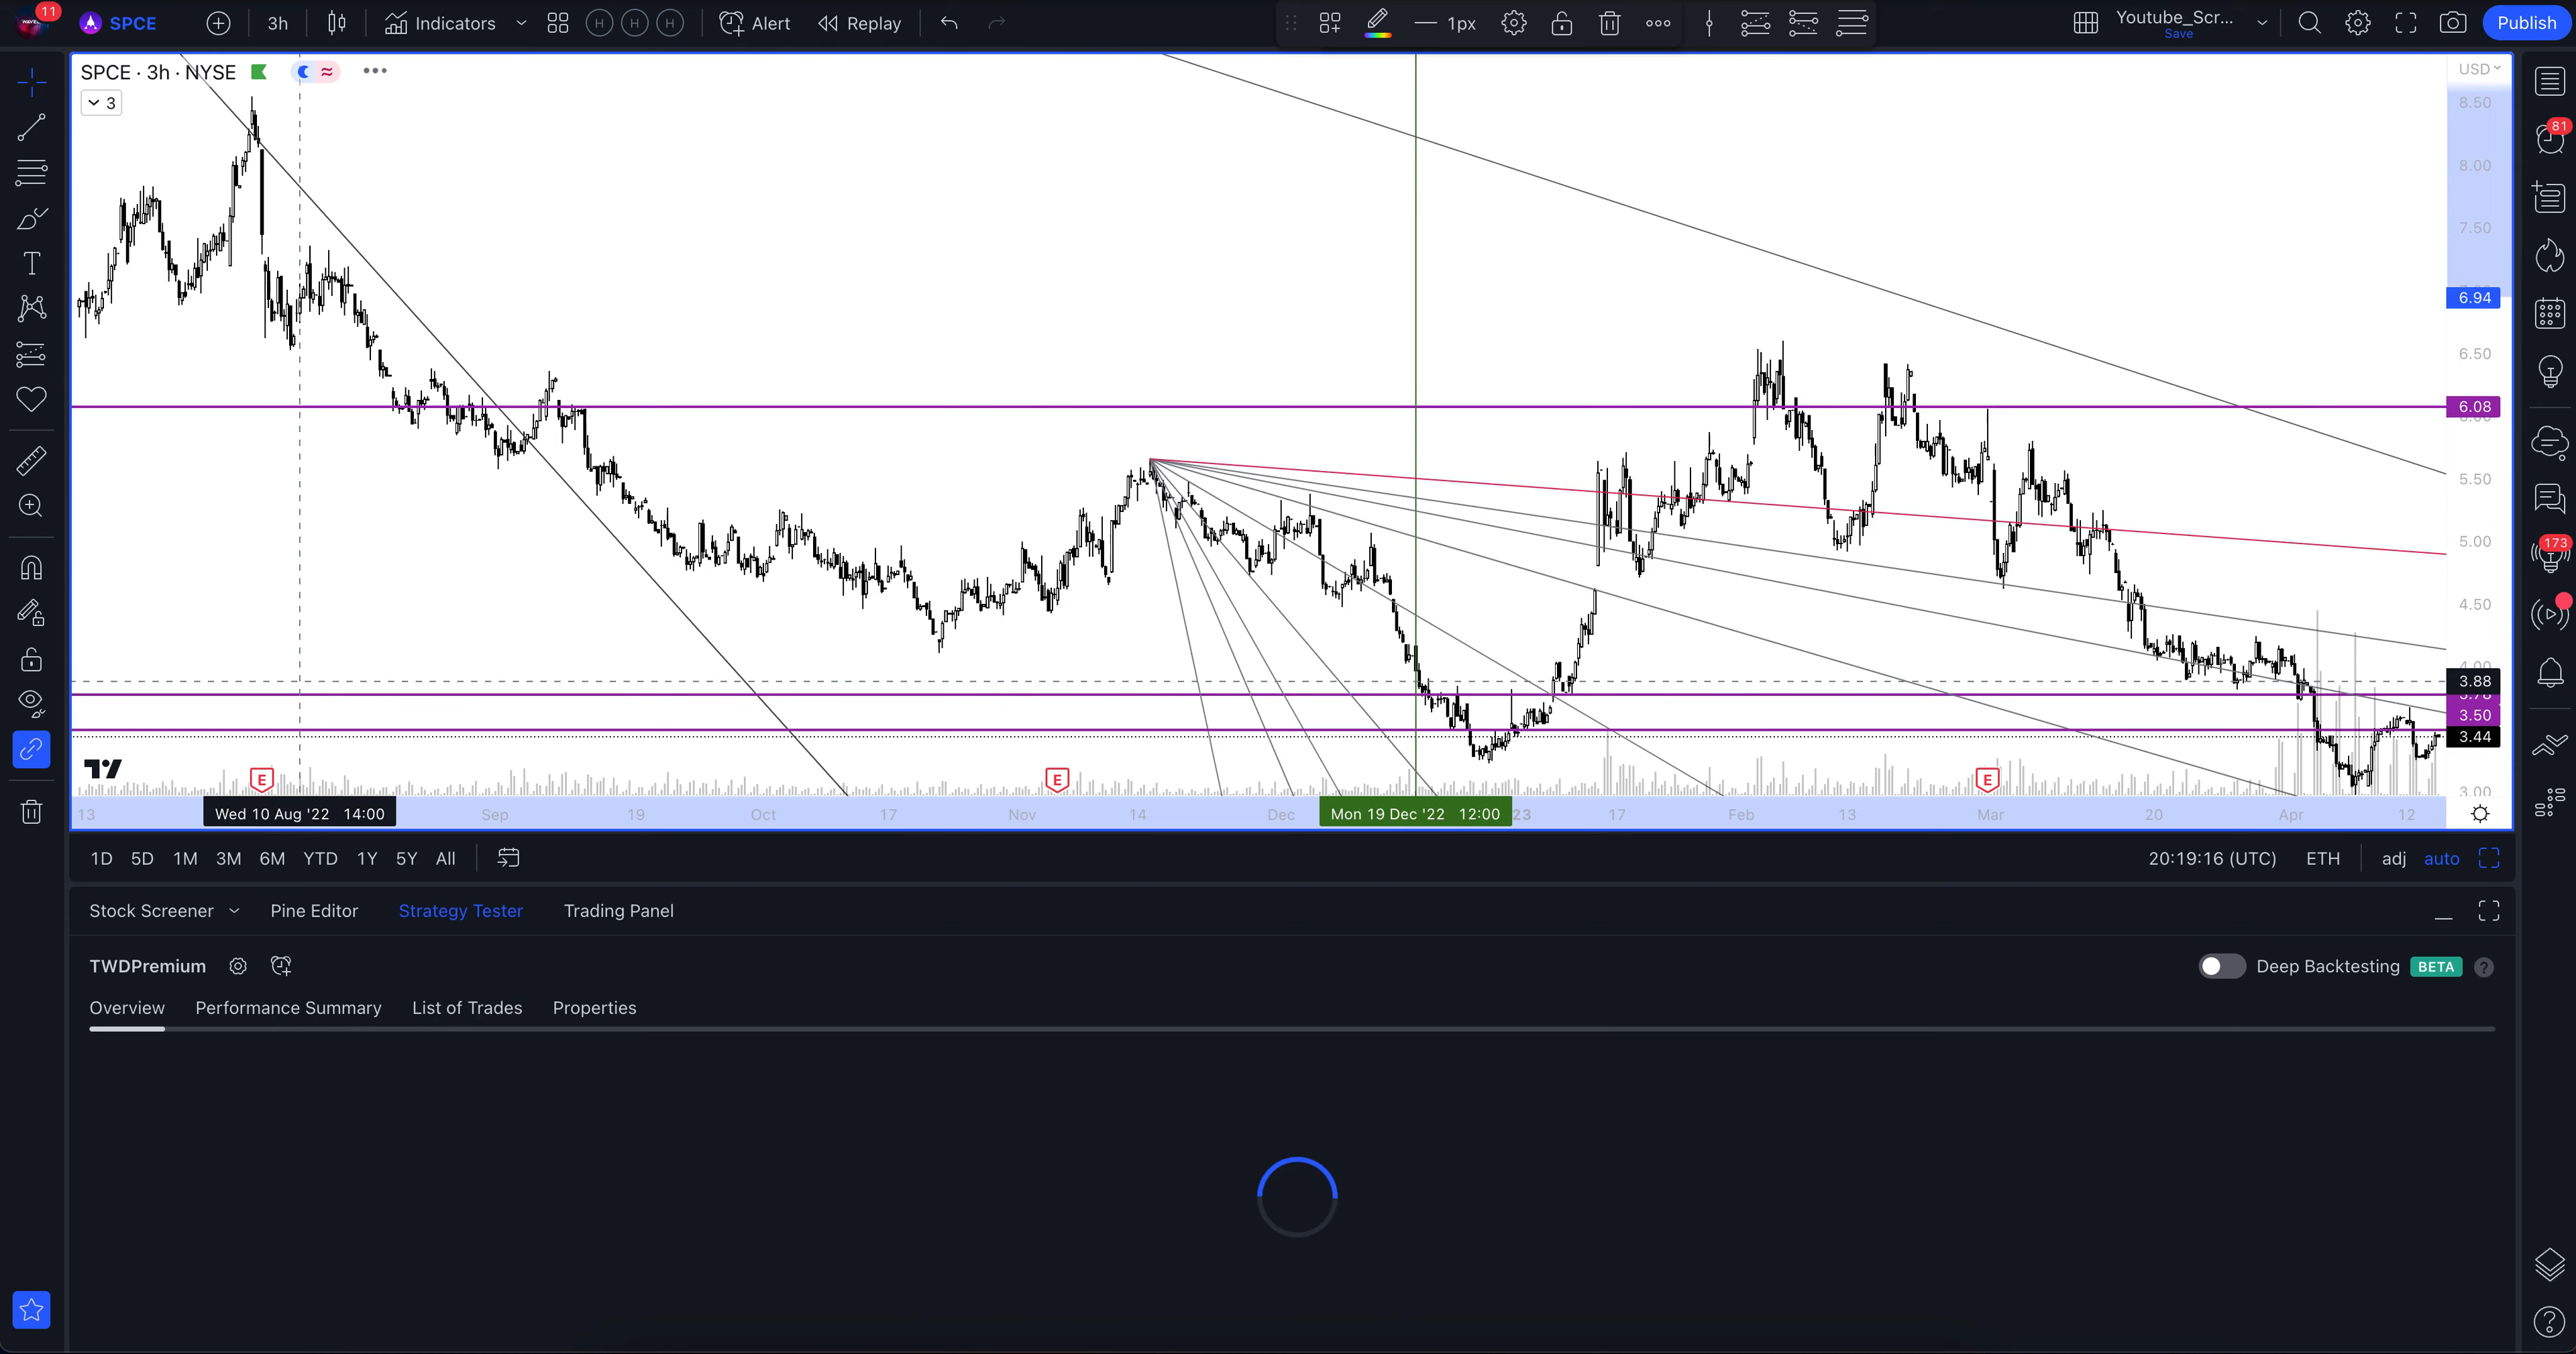 11
SPCE
3h
Indicators
H
H
H
Alert
Replay
1px
Youtube_Scr...
Save
Publish
SPCE · 3h · NYSE
3
USD
8.50
8.00
7.50
6.94
6.50
6.08
5.50
5.00
4.50
3.88
3.50
3.44
3.00
E
E
E
13
Wed 10 Aug '22 14:00
Sep
19
Oct
17
Nov
14
Dec
Mon 19 Dec '22 12:00
23
17
Feb
13
Mar
20
Apr
12
81
173
1D
5D
1M
3M
6M
YTD
1Y
5Y
All
20:19:16 (UTC)
ETH
adj
auto
Stock Screener
Pine Editor
Strategy Tester
Trading Panel
TWDPremium
Deep Backtesting
BETA
?
Overview
Performance Summary
List of Trades
Properties